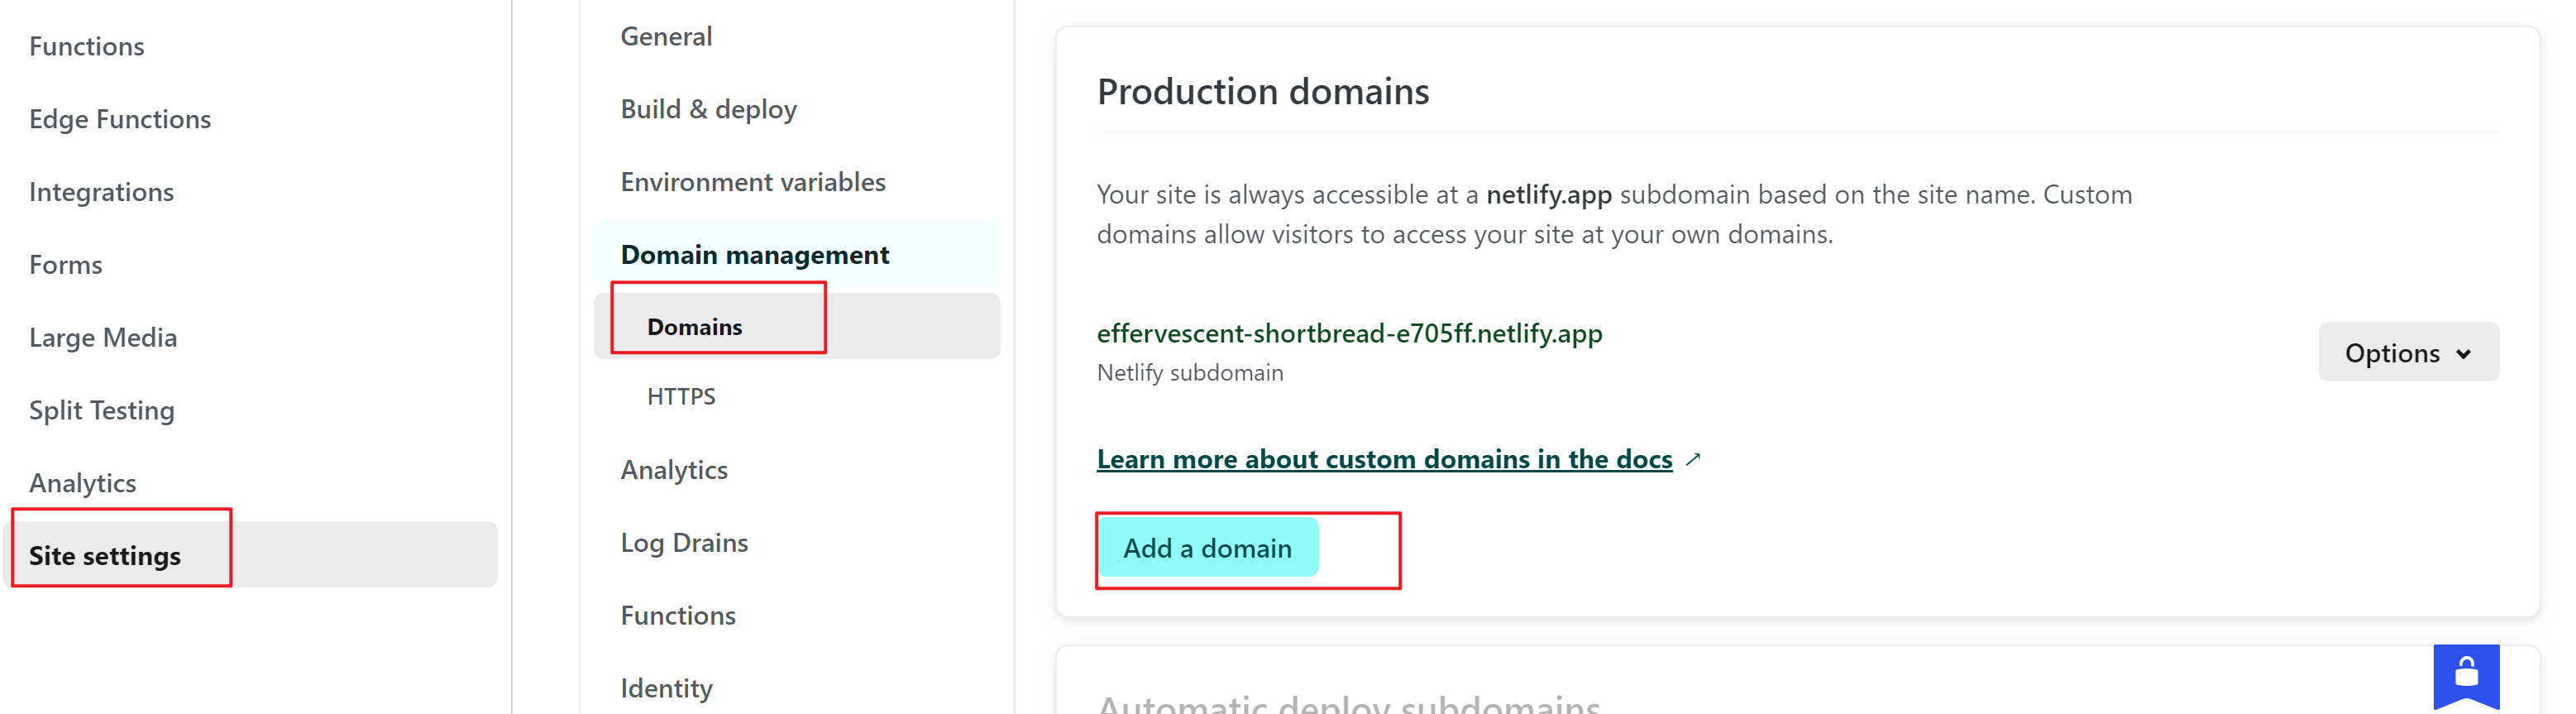 Functions
Edge Functions
Integrations
Forms
Large Media
Split Testing
Analytics
Site settings
General
Build & deploy
Environment variables
Domain management
Domains
HTTPS
Analytics
Log Drains
Functions
Identity
Production domains
Your site is always accessible at a netlify.app subdomain based on the site name. Custom
domains allow visitors to access your site at your own domains.
effervescent-shortbread-e705ff.netlify.app
Netlify subdomain
Options
Learn more about custom domains in the docs
Add a domain
Automatic deploy subdomains